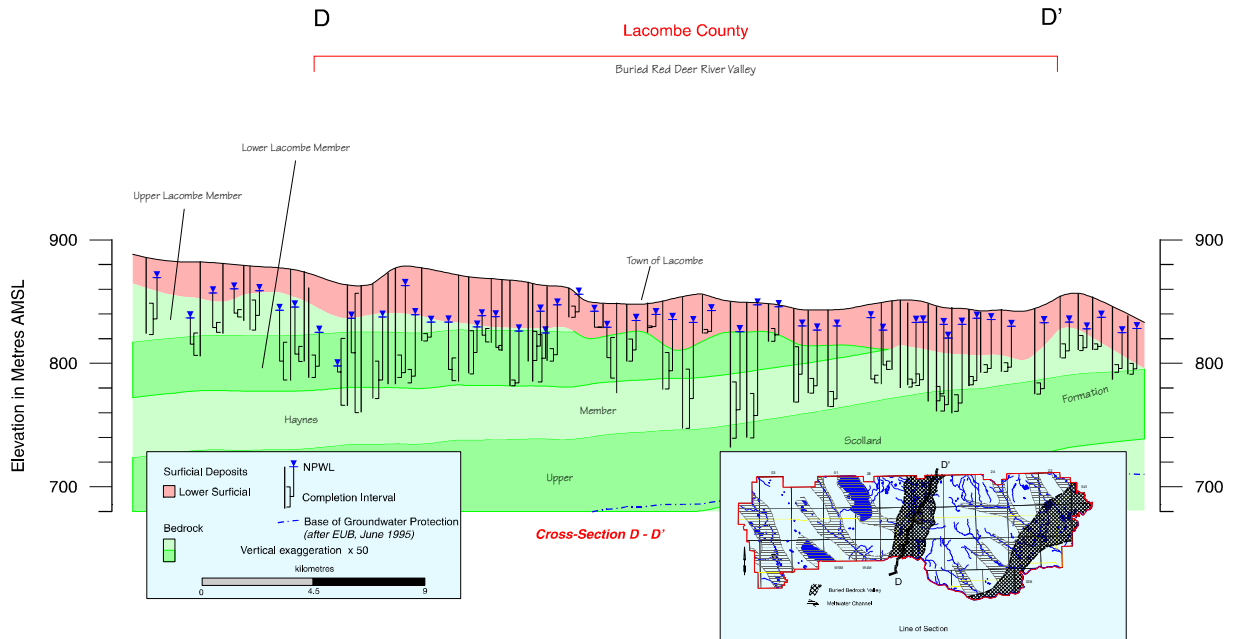 D
D'
Lacombe County
Buried Red Deer River Valley
Lower Lacombe Member
Upper Lacombe Member
Town of Lacombe
Elevation in Metres AMSL
900
800
700
900
800
700
Haynes
Member
Formation
Scollard
Upper
Surficial Deposits
Lower Surficial
Bedrock
NPWL
Completion Interval
Base of Groundwater Protection
(after EUB, June 1995)
Vertical exaggeration x 50
kilometres
0
4.5
9
Cross-Section D - D'
D'
D
Buried Bedrock Valley
Meltwater Channel
Line of Section